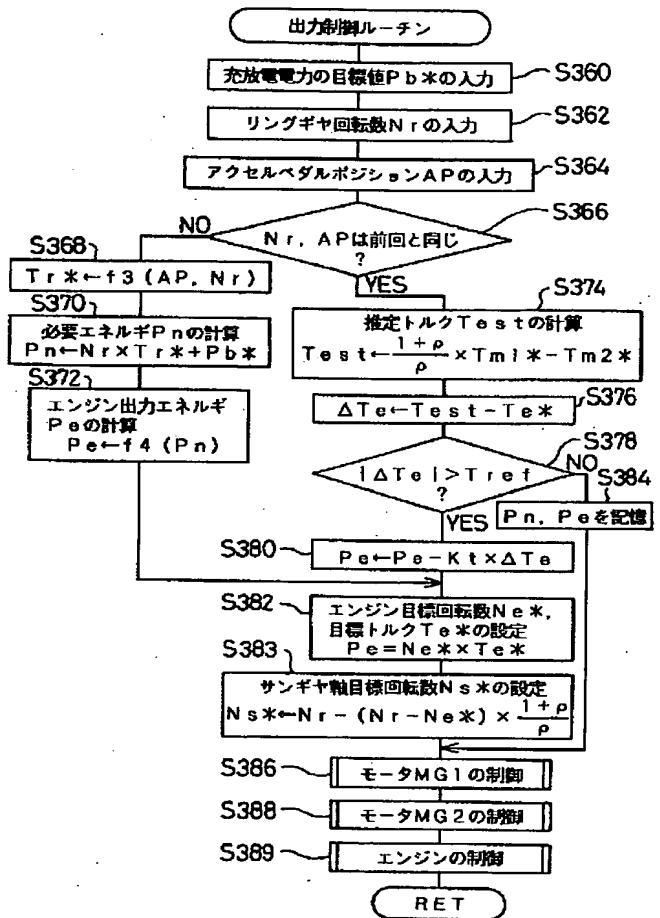 出力制御ルーチン
充放電電力の目標値Pb*の入力
S360
リングギヤ回転数Nrの入力
S362
アクセルペダルポジションAPの入力
S364
S366
Nr, APは前回と同じ
?
NO
YES
S368
Tr*←f3(AP, Nr)
S370
必要エネルギPnの計算
Pn←Nr×Tr*+Pb*
S372
エンジン出力エネルギ
Peの計算
Pe←f4(Pn)
S374
推定トルクTestの計算
Test←1+ρ/ρ×Tm1*-Tm2*
S376
ΔTe←Test-Te*
S378
|ΔTe|>Tref
?
NO
YES
S384
Pn, Peを記憶
S380
Pe←Pe-Kt×ΔTe
S382
エンジン目標回転数Ne*,
目標トルクTe*の設定
Pe=Ne*×Te*
S383
サンギヤ軸目標回転数Ns*の設定
Ns*←Nr-(Nr-Ne*)×1+ρ/ρ
S386
モータMG1の制御
S388
モータMG2の制御
S389
エンジンの制御
RET